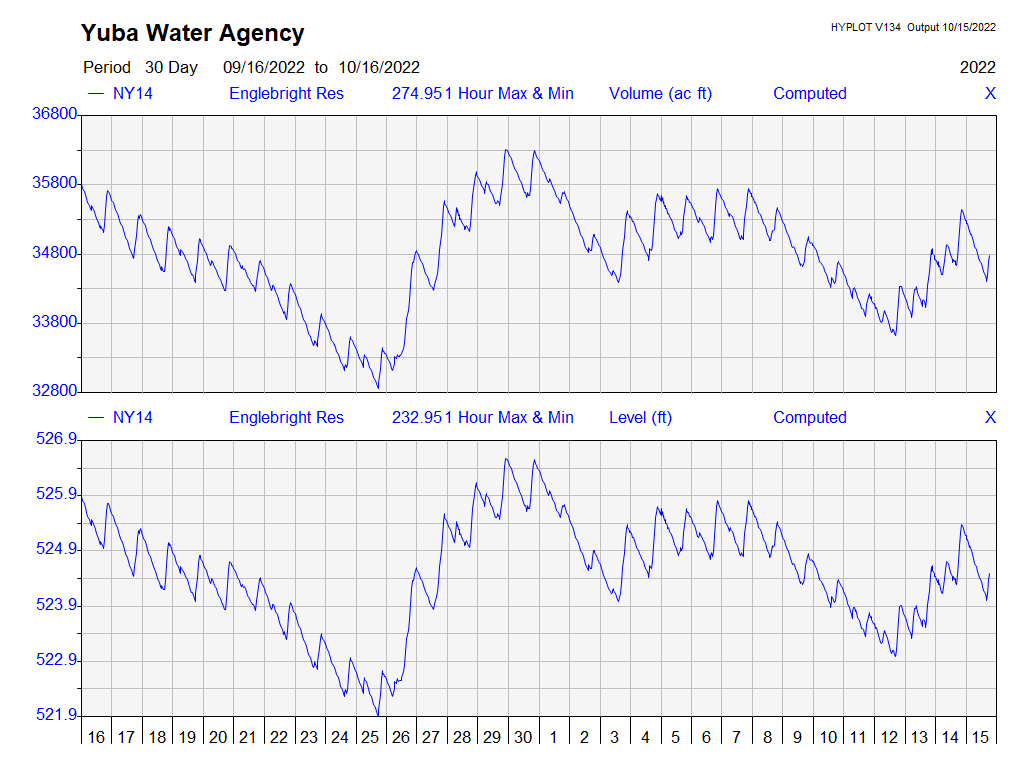 Yuba Water Agency
HYPLOT V134 Output 10/15/2022
Period 30 Day 09/16/2022 to 10/16/2022
2022
NY14 Englebright Res 274.951 Hour Max & Min Volume (ac ft) Computed X
36800
35800
34800
33800
32800
NY14 Englebright Res 232.951 Hour Max & Min Level (ft) Computed X
526.9
525.9
524.9
523.9
522.9
521.9
16 17 18 19 20 21 22 23 24 25 26 27 28 29 30 1 2 3 4 5 6 7 8 9 10 11 12 13 14 15